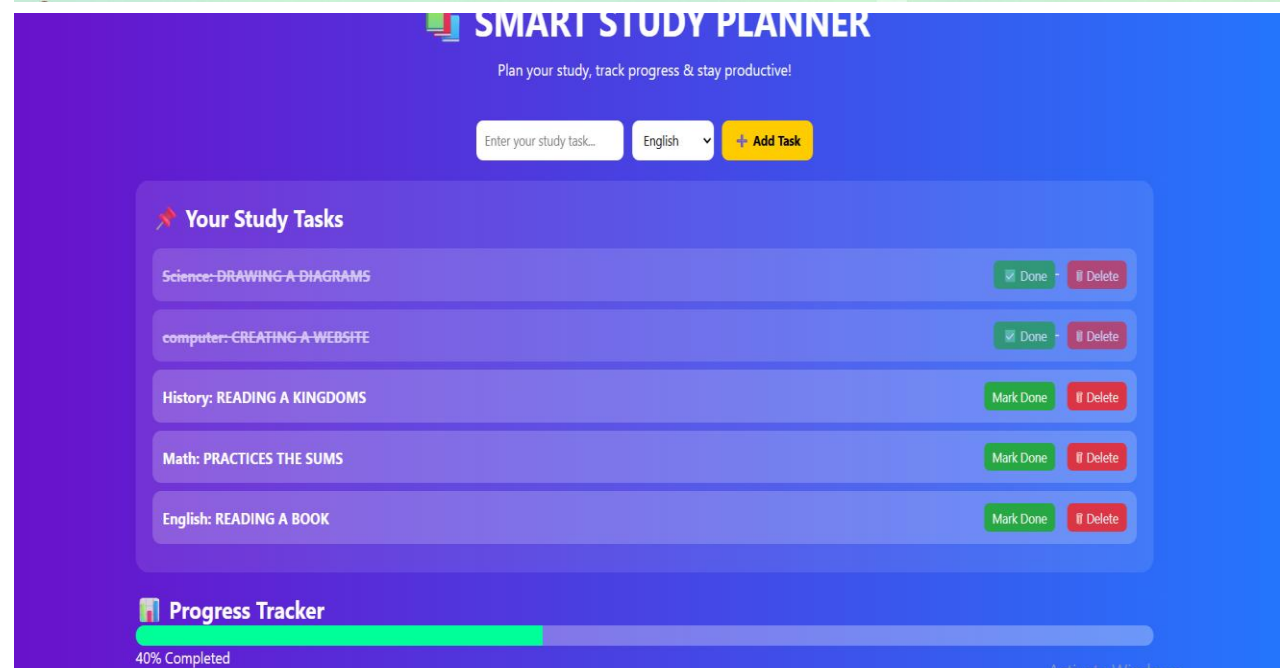 SMART STUDY PLANNER
Plan your study, track progress & stay productive!
Enter your study task... English Add Task
Your Study Tasks
Science: DRAWING A DIAGRAMS Done Delete
computer: CREATING A WEBSITE Done Delete
History: READING A KINGDOMS Mark Done Delete
Math: PRACTICES THE SUMS Mark Done Delete
English: READING A BOOK Mark Done Delete
Progress Tracker
40% Completed